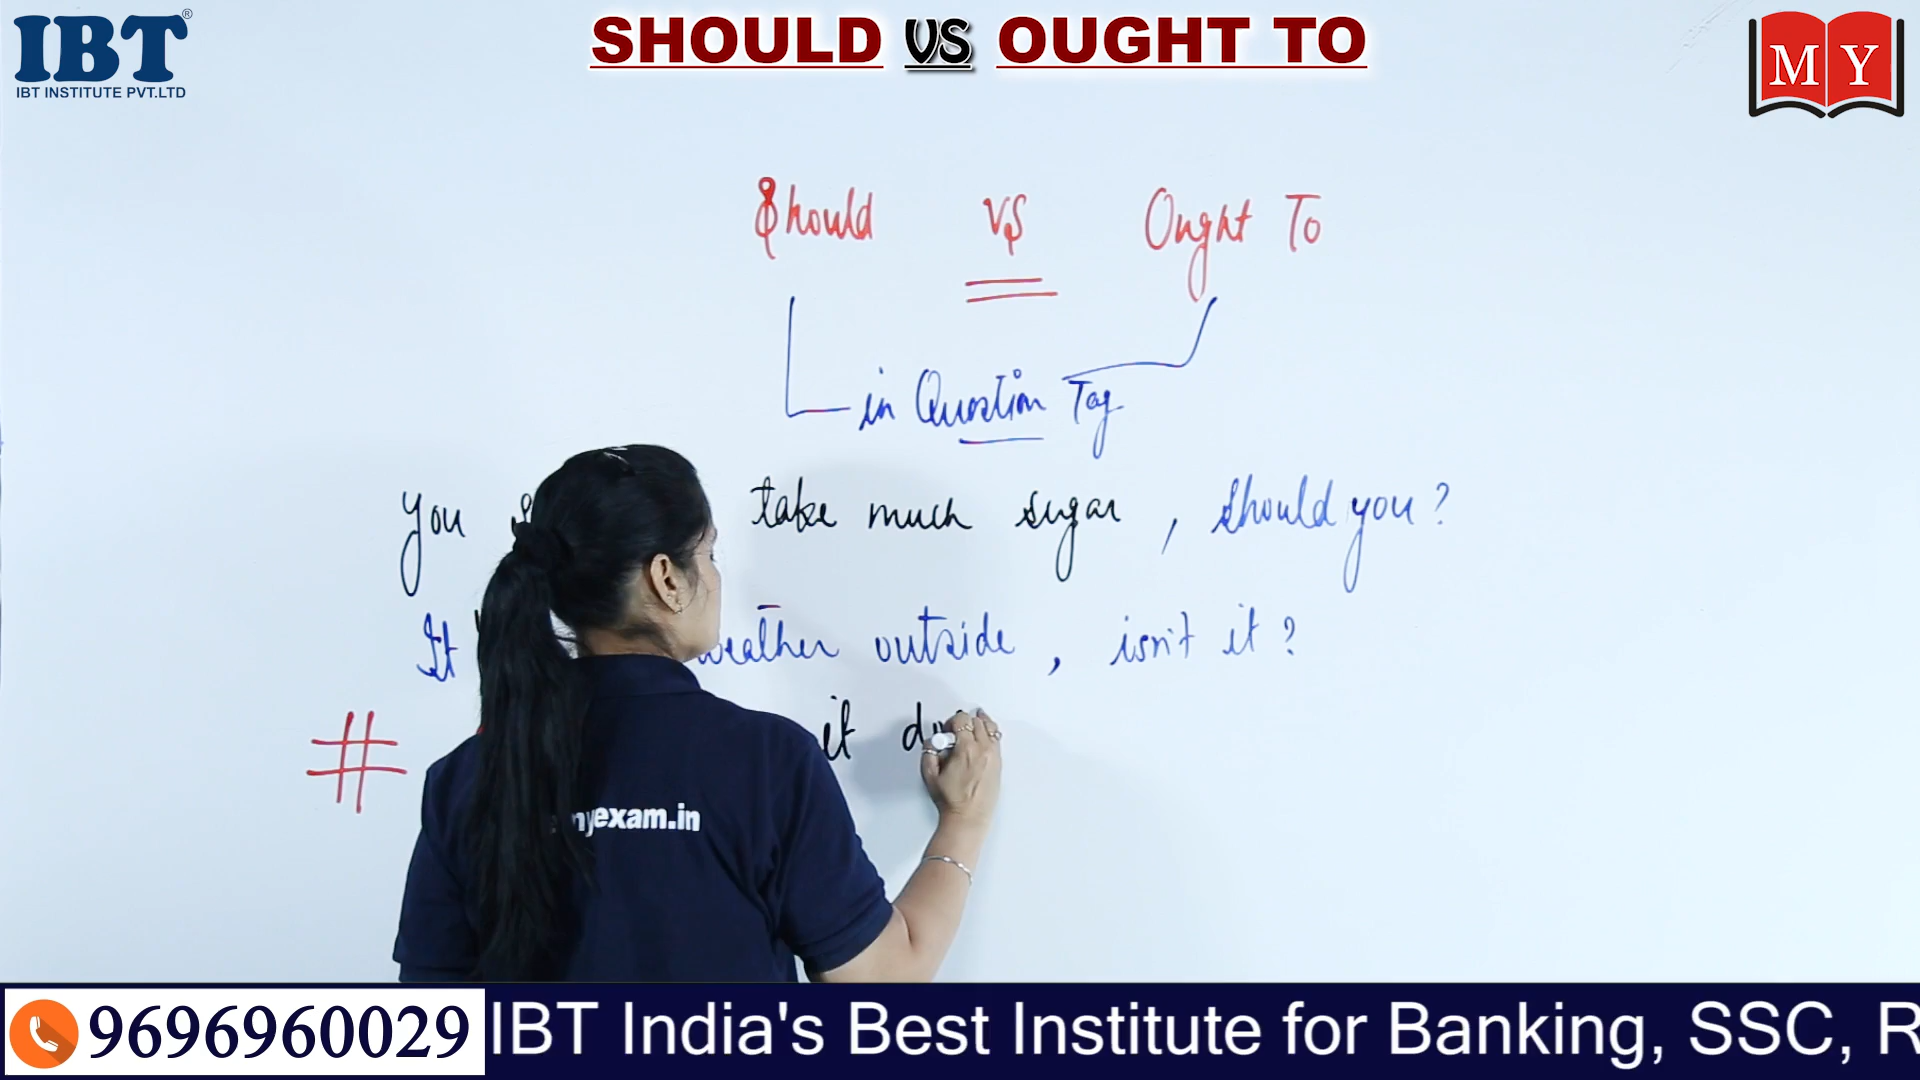 IBT®
IBT INSTITUTE PVT.LTD
SHOULD VS OUGHT TO
MY
Should VS Ought To
in Question Tag
you take much sugar , should you?
It weather outside , isn't it?
# it
myexam.in
9696960029
IBT India's Best Institute for Banking, SSC, R